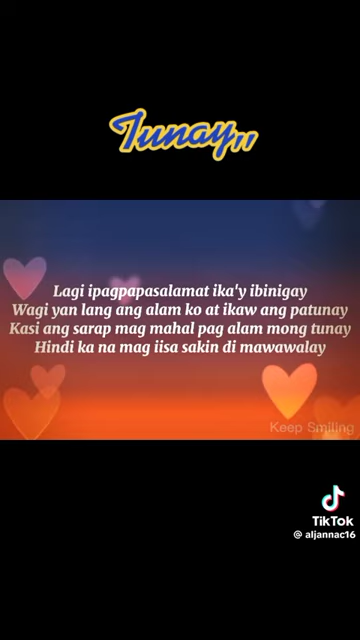 Tunay,,
Lagi ipagpapasalamat ika'y ibinigay
Wagi yan lang ang alam ko at ikaw ang patunay
Kasi ang sarap mag mahal pag alam mong tunay
Hindi ka na mag iisa sakin di mawawalay
Keep Smiling
TikTok
@ aljannac16